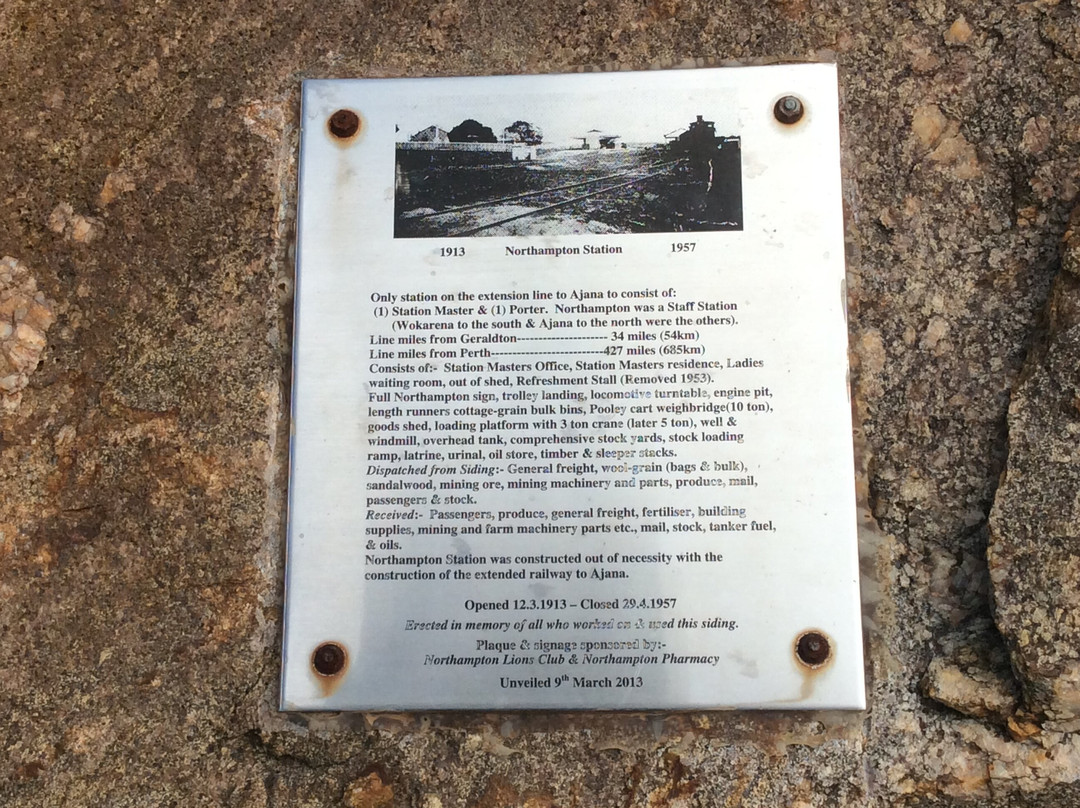 1913 Northampton Station 1957
Only station on the extension line to Ajana to consist of:
(1) Station Master & (1) Porter. Northampton was a Staff Station
(Wokarena to the south & Ajana to the north were the others).
Line miles from Geraldton---------------------- 34 miles (54km)
Line miles from Perth---------------------------427 miles (685km)
Consists of:- Station Masters Office, Station Masters residence, Ladies
waiting room, out of shed, Refreshment Stall (Removed 1953).
Full Northampton sign, trolley landing, locomotive turntable, engine pit,
length runners cottage-grain bulk bins, Pooley cart weighbridge(10 ton),
goods shed, loading platform with 3 ton crane (later 5 ton), well &
windmill, overhead tank, comprehensive stock yards, stock loading
ramp, latrine, urinal, oil store, timber & sleeper stacks.
Dispatched from Siding:- General freight, wool-grain (bags & bulk),
sandalwood, mining ore, mining machinery and parts, produce, mail,
passengers & stock.
Received:- Passengers, produce, general freight, fertiliser, building
supplies, mining and farm machinery parts etc., mail, stock, tanker fuel,
& oils.
Northampton Station was constructed out of necessity with the
construction of the extended railway to Ajana.
Opened 12.3.1913 – Closed 29.4.1957
Erected in memory of all who worked on & used this siding.
Plaque & signage sponsored by:-
Northampton Lions Club & Northampton Pharmacy
Unveiled 9th March 2013